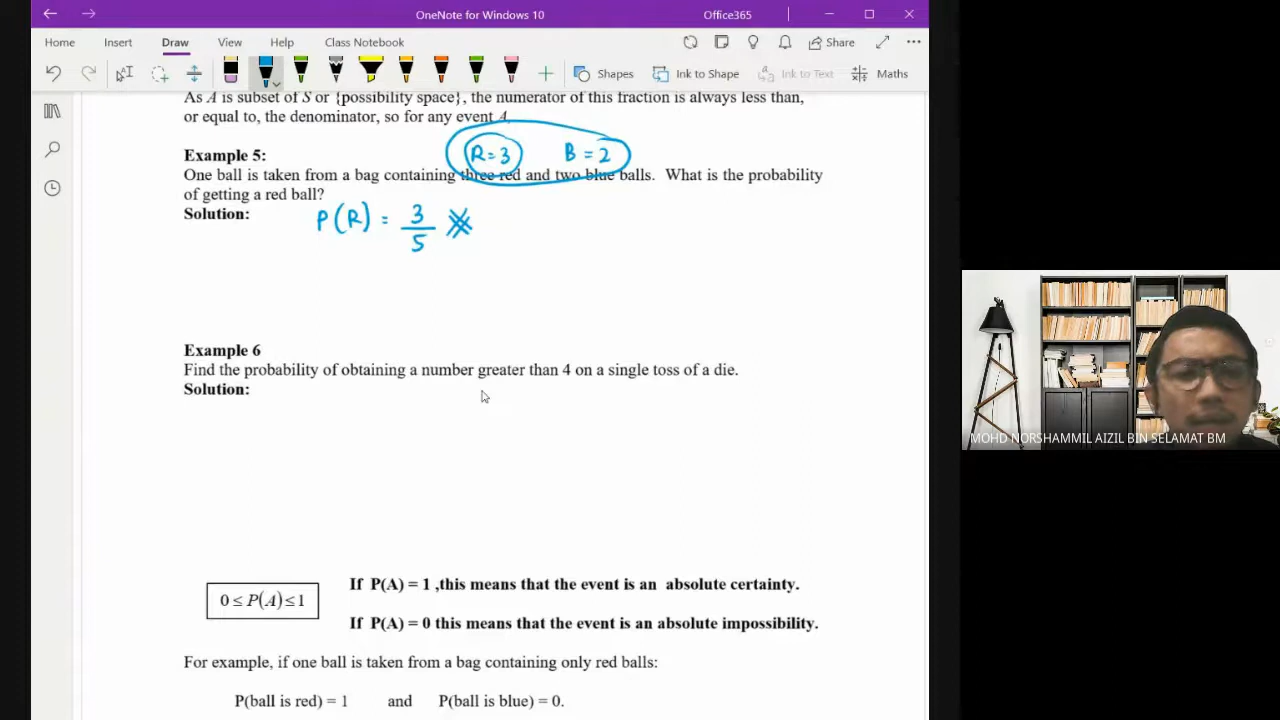 OneNote for Windows 10
Office365
Home
Insert
Draw
View
Help
Class Notebook
Share
Shapes
Ink to Shape
Ink to Text
Maths
As A is subset of S or {possibility space}, the numerator of this fraction is always less than,
or equal to, the denominator, so for any event A,
R=3 B=2
Example 5:
One ball is taken from a bag containing three red and two blue balls. What is the probability
of getting a red ball?
Solution:
P(R) = 3/5
Example 6
Find the probability of obtaining a number greater than 4 on a single toss of a die.
Solution:
0 ≤ P(A) ≤ 1
If P(A) = 1 ,this means that the event is an absolute certainty.
If P(A) = 0 this means that the event is an absolute impossibility.
For example, if one ball is taken from a bag containing only red balls:
P(ball is red) = 1 and P(ball is blue) = 0.
MOHD NORSHAMMIL AIZIL BIN SELAMAT BM